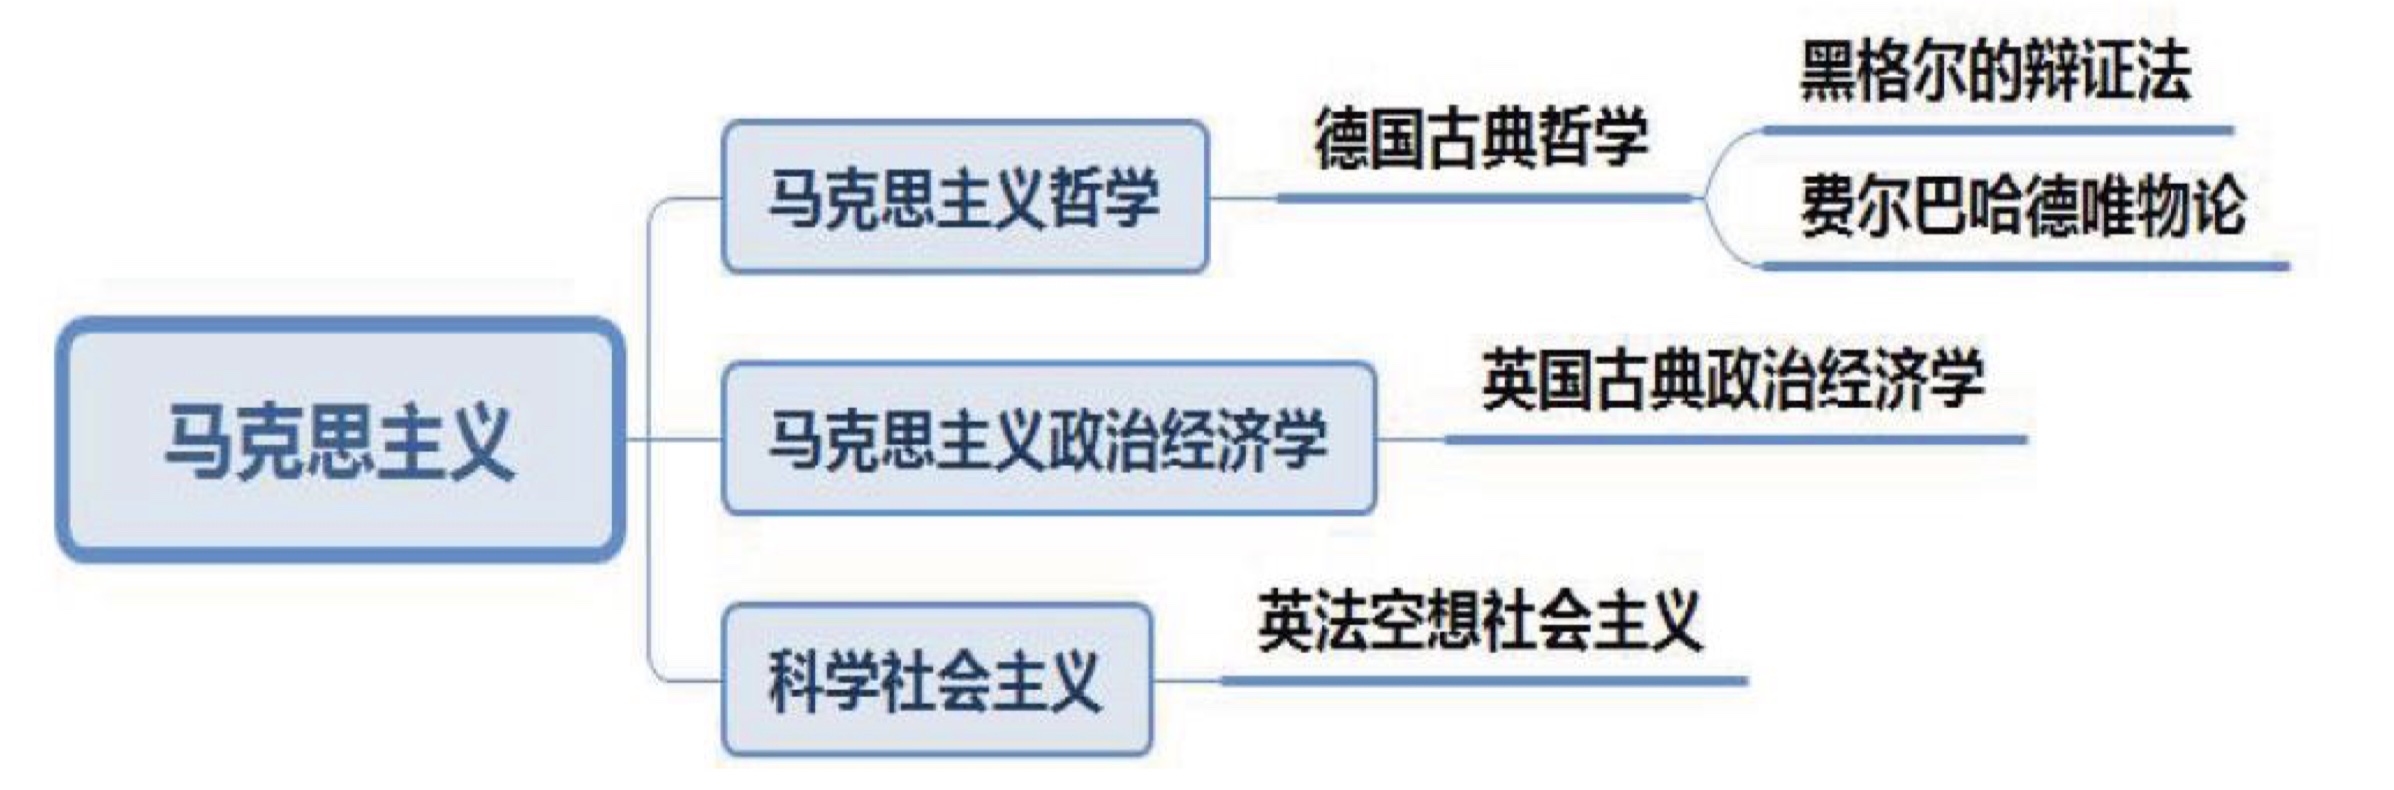 马克思主义
马克思主义哲学
德国古典哲学
黑格尔的辩证法
费尔巴哈德唯物论
马克思主义政治经济学
英国古典政治经济学
科学社会主义
英法空想社会主义